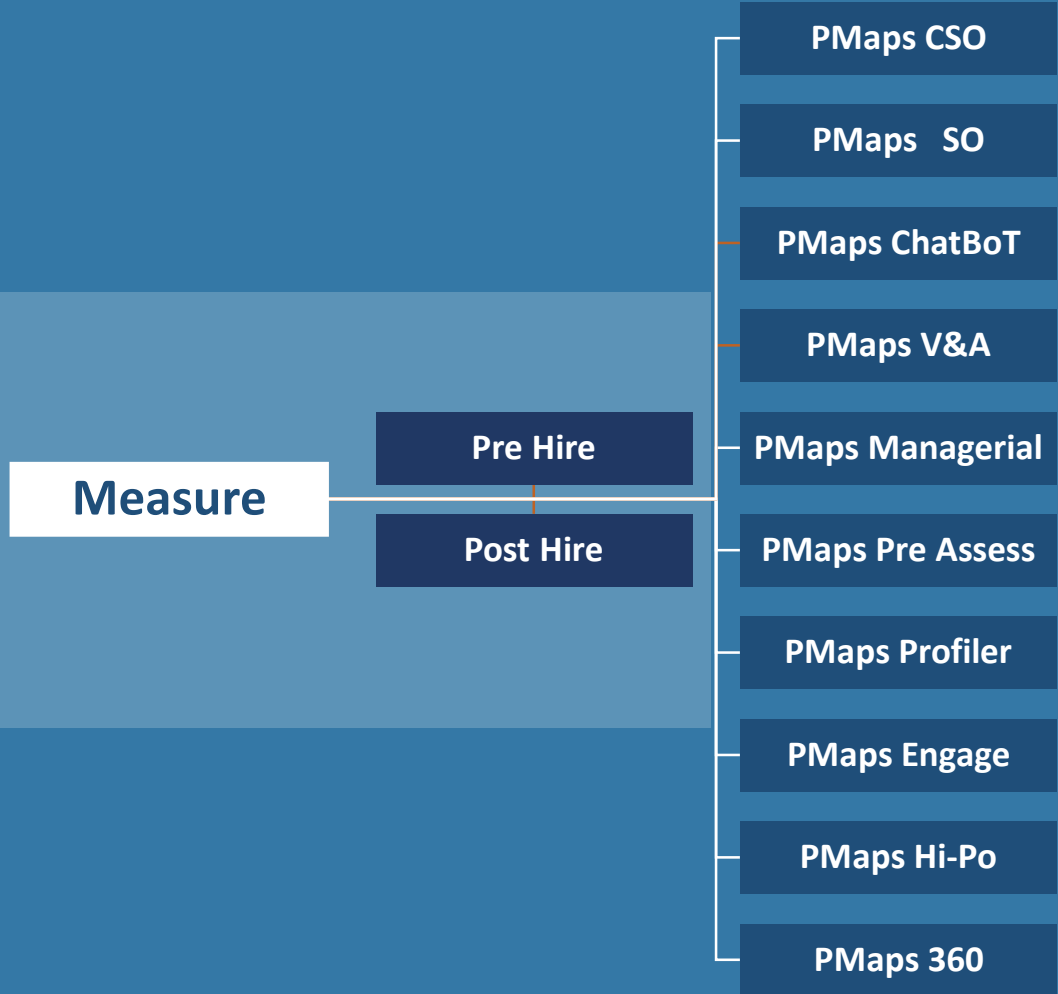 Measure
Pre Hire
Post Hire
PMaps CSO
PMaps   SO
PMaps ChatBoT
PMaps V&A
PMaps Managerial
PMaps Pre Assess
PMaps Profiler
PMaps Engage
PMaps Hi-Po
PMaps 360